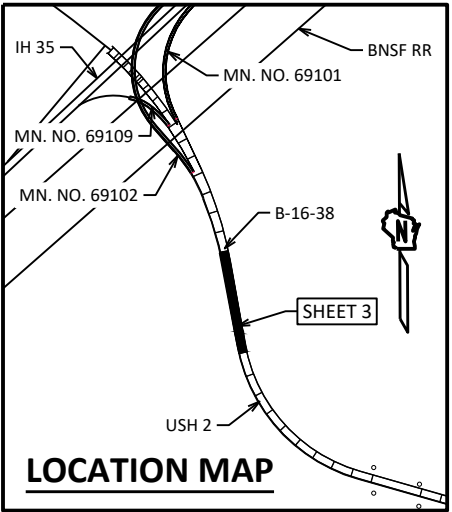 IH 35
BNSF RR
MN. NO. 69101
MN. NO. 69109
MN. NO. 69102
B-16-38
N
SHEET 3
USH 2
LOCATION MAP